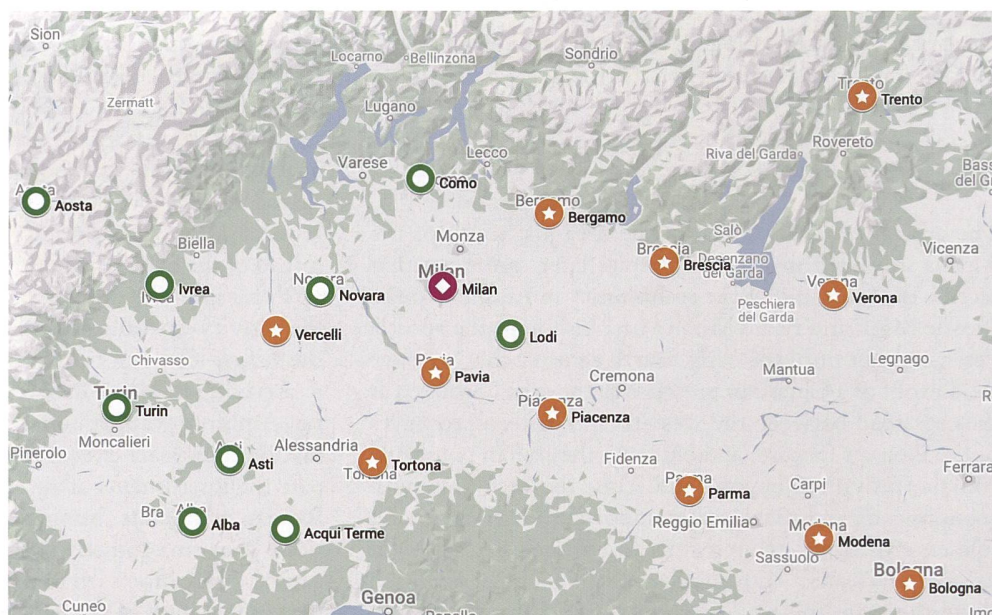 Sion
Locarno
Bellinzona
Sondrio
Trento
Trento
Zermatt
Lugano
Rovereto
Varese
Lecco
Riva del Garda
Como
Aosta
Bergamo
Bergamo
Salò
Biella
Monza
Brescia
Brescia
Desenzano
del Garda
Vicenza
Ivrea
Novara
Novara
Milan
Milan
Verona
Verona
Peschiera
del Garda
Vercelli
Lodi
Chivasso
Pavia
Pavia
Cremona
Mantua
Legnago
Turin
Turin
Piacenza
Piacenza
Moncalieri
Pinerolo
Asti
Alessandria
Tortona
Tortona
Fidenza
Ferrara
Parma
Parma
Carpi
Bra
Alba
Acqui Terme
Reggio Emilia
Modena
Modena
Sassuolo
Bologna
Bologna
Cuneo
Genoa